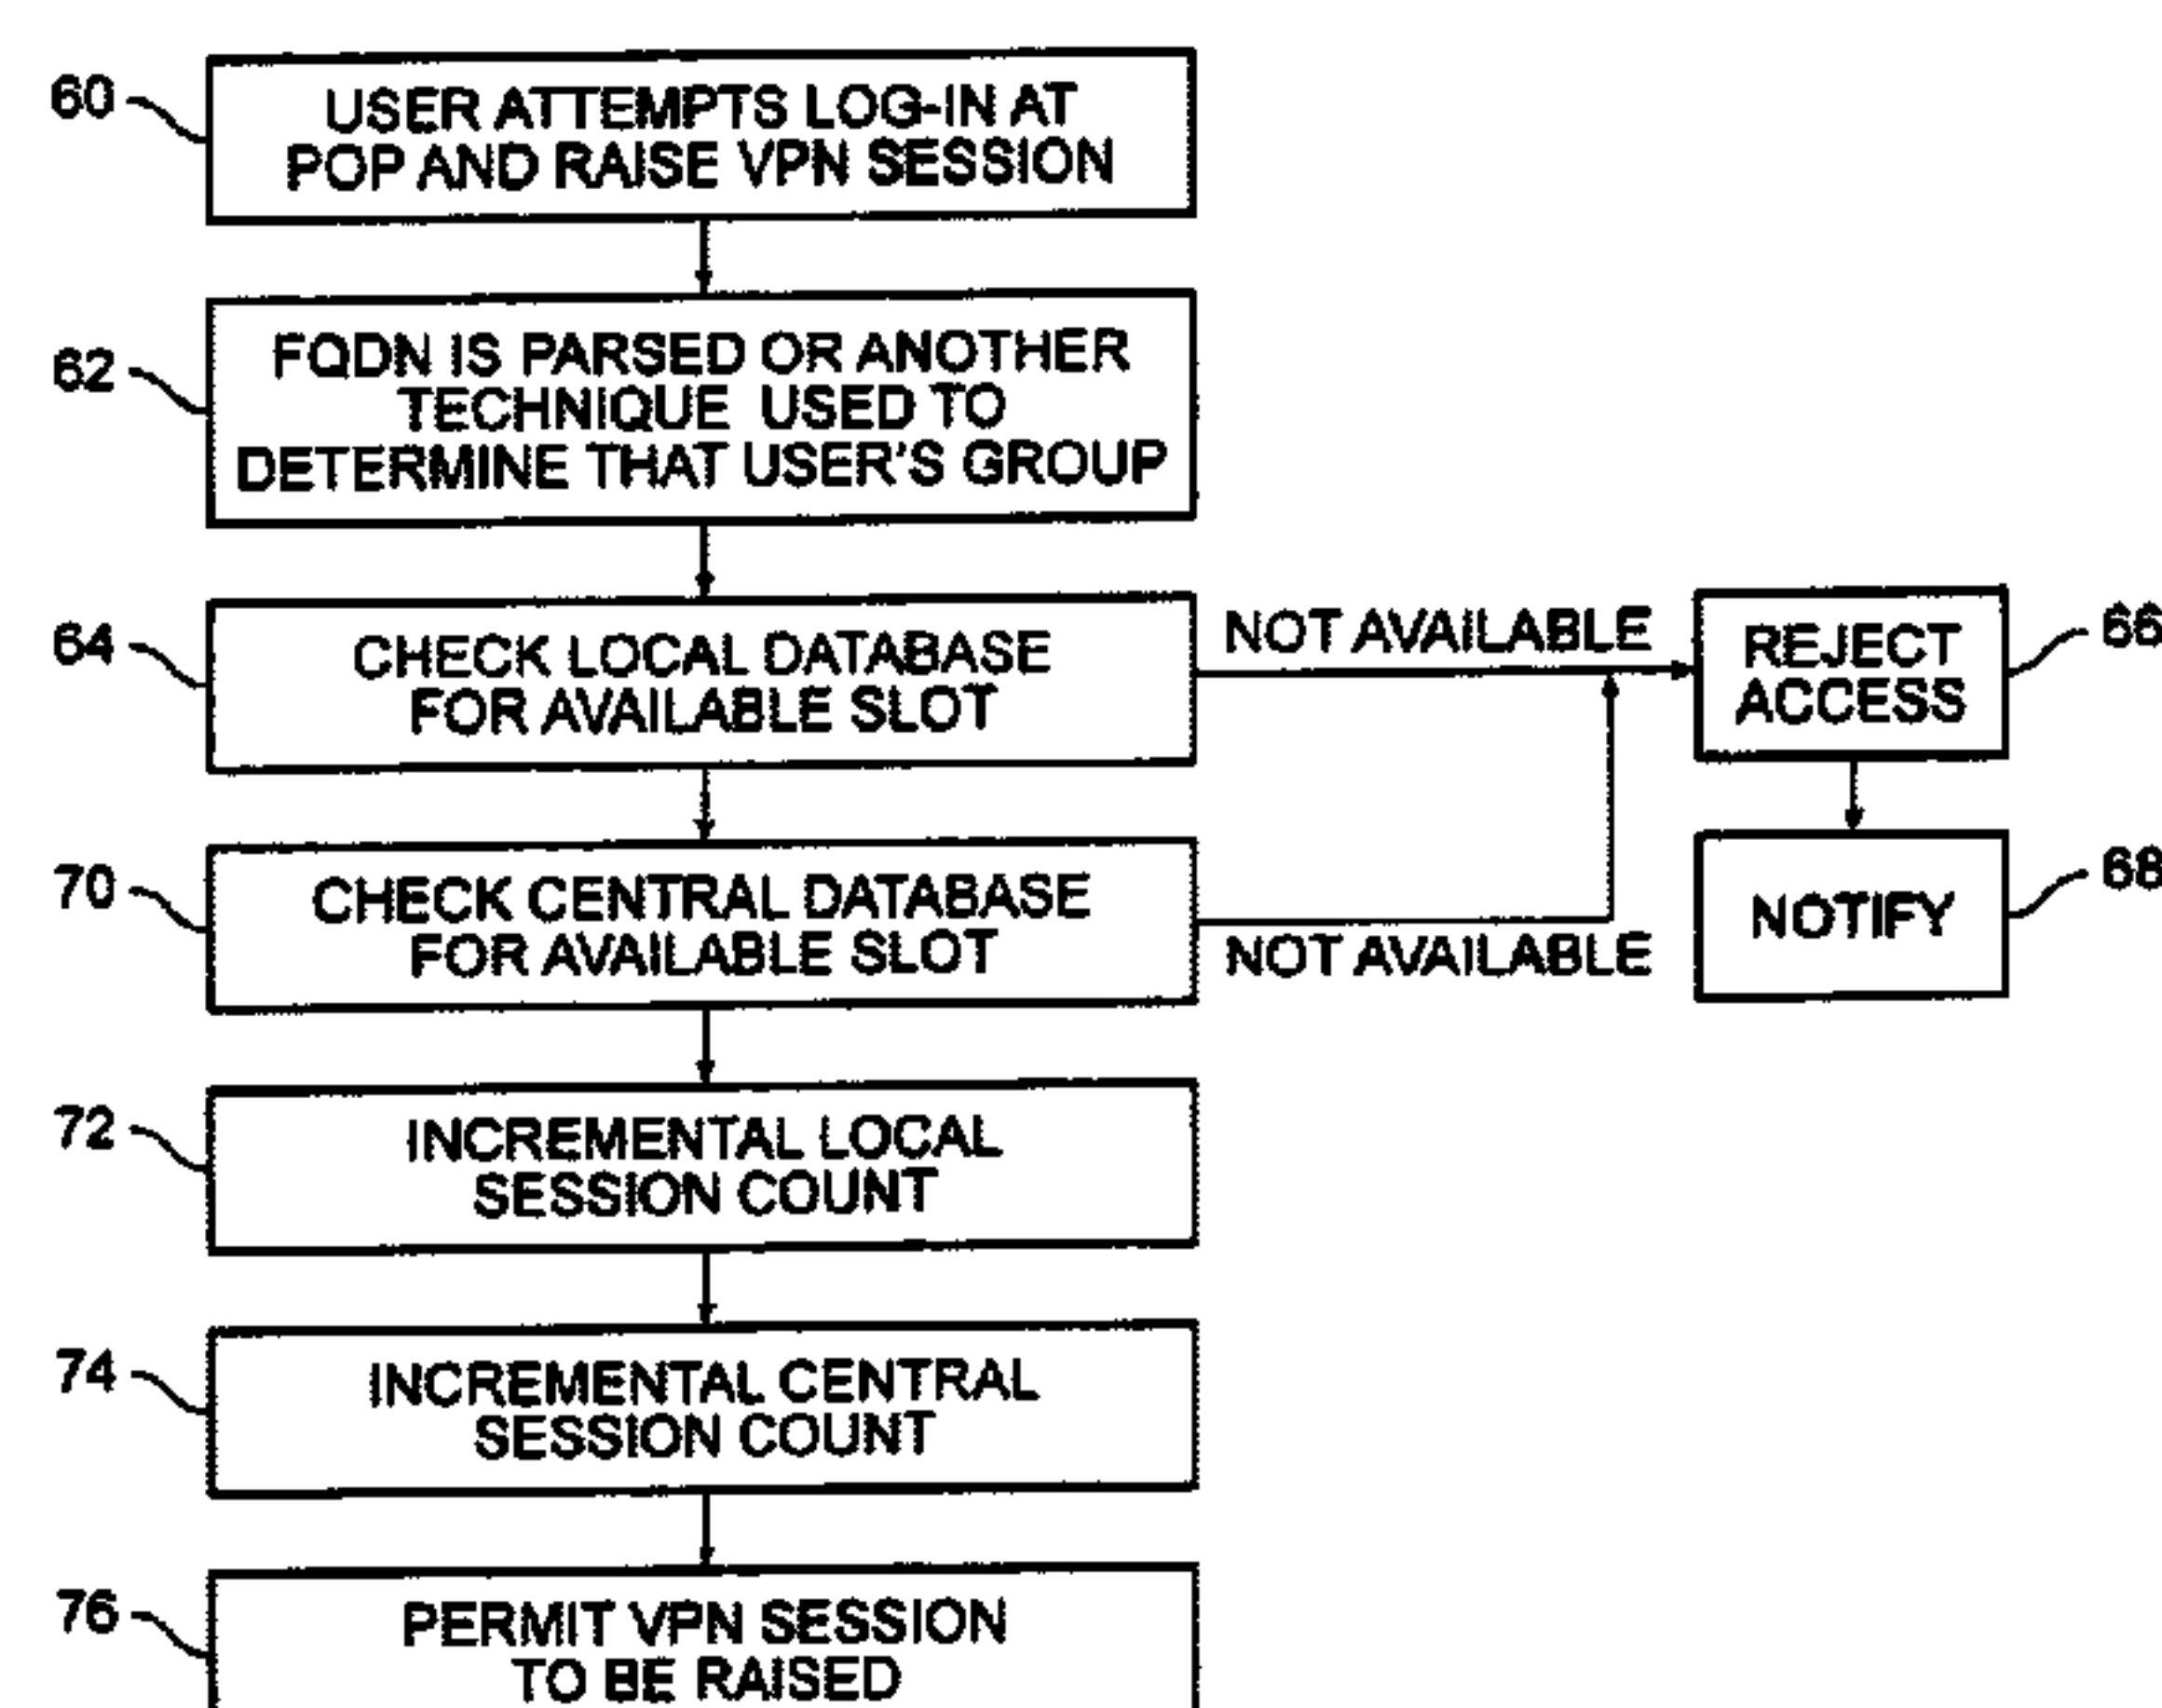 60
USER ATTEMPTS LOG-IN AT
POP AND RAISE VPN SESSION
62
FQDN IS PARSED OR ANOTHER
TECHNIQUE USED TO
DETERMINE THAT USER'S GROUP
64
CHECK LOCAL DATABASE
FOR AVAILABLE SLOT
NOT AVAILABLE
REJECT
ACCESS
66
70
CHECK CENTRAL DATABASE
FOR AVAILABLE SLOT
NOT AVAILABLE
NOTIFY
68
72
INCREMENTAL LOCAL
SESSION COUNT
74
INCREMENTAL CENTRAL
SESSION COUNT
76
PERMIT VPN SESSION
TO BE RAISED